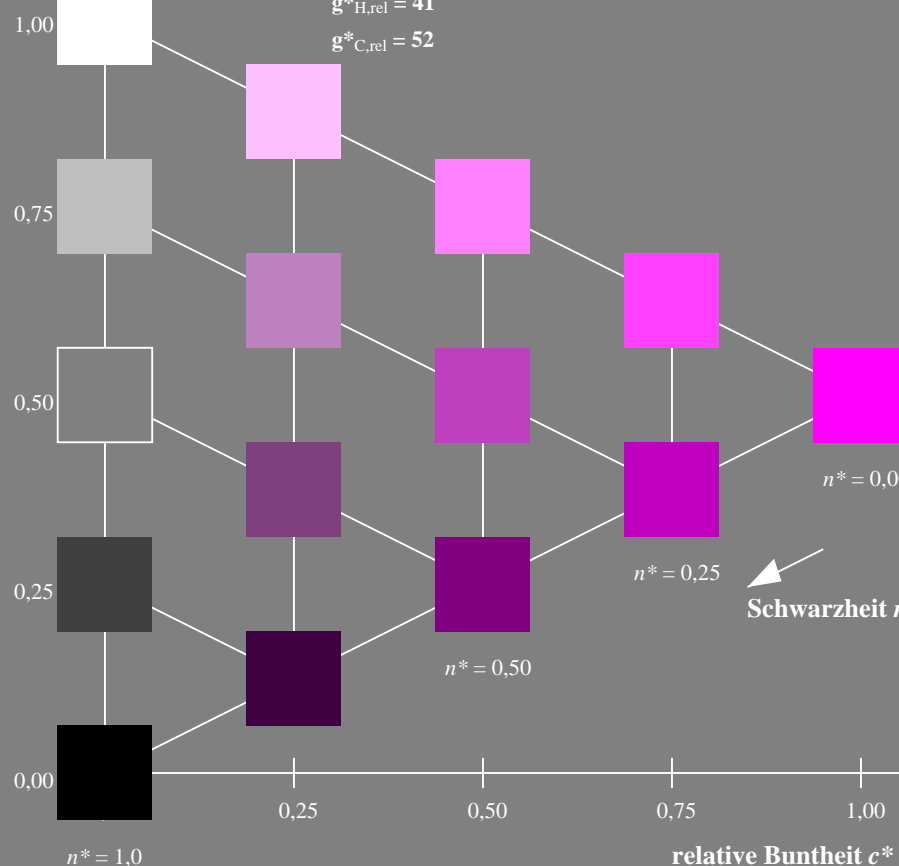 g*H,rel = 41
1,00
g*C,rel = 52
0,75
0,50
n* = 0,0
0,25
n* = 0,25
Schwarzheit n
n* = 0,50
0,00
0,25
0,50
0,75
1,00
n* = 1,0
relative Buntheit c*